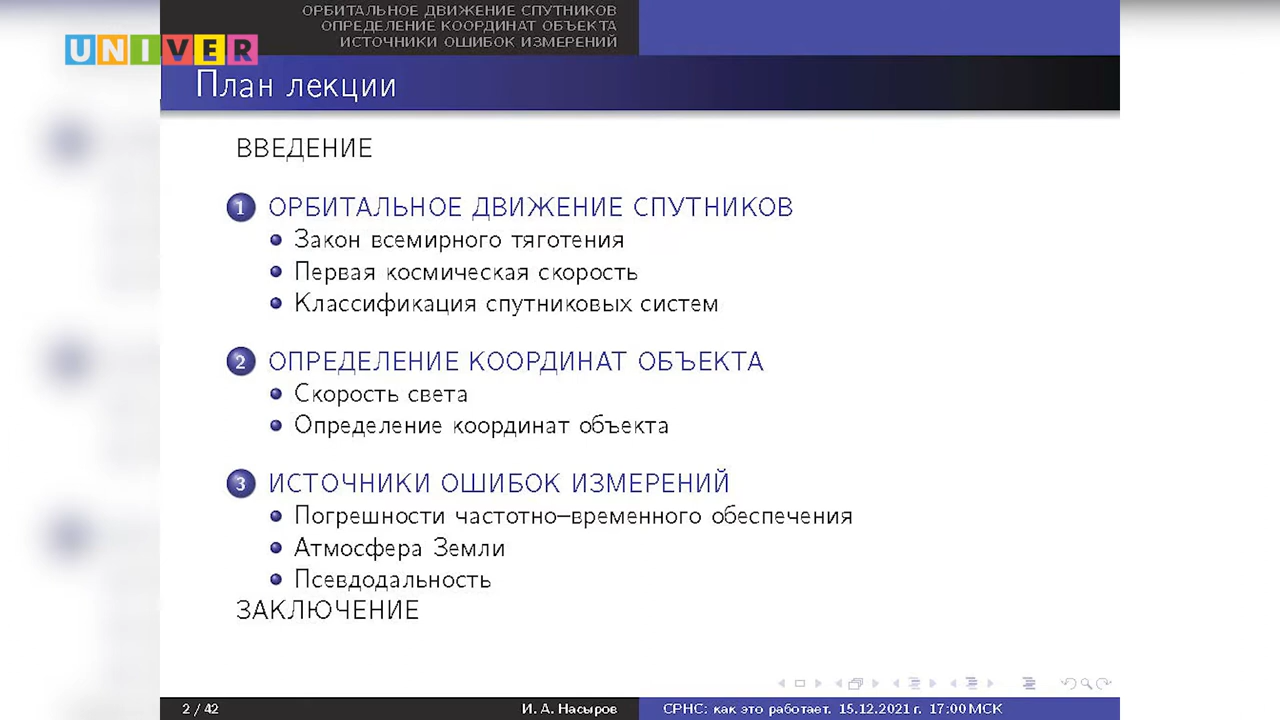 ОРБИТАЛЬНОЕ ДВИЖЕНИЕ СПУТНИКОВ
ОПРЕДЕЛЕНИЕ КООРДИНАТ ОБЪЕКТА
ИСТОЧНИКИ ОШИБОК ИЗМЕРЕНИЙ
UNIVER
План лекции
ВВЕДЕНИЕ
1 ОРБИТАЛЬНОЕ ДВИЖЕНИЕ СПУТНИКОВ
Закон всемирного тяготения
Первая космическая скорость
Классификация спутниковых систем
2 ОПРЕДЕЛЕНИЕ КООРДИНАТ ОБЪЕКТА
Скорость света
Определение координат объекта
3 ИСТОЧНИКИ ОШИБОК ИЗМЕРЕНИЙ
Погрешности частотно–временного обеспечения
Атмосфера Земли
Псевдодальность
ЗАКЛЮЧЕНИЕ
2 / 42
И. А. Насыров
СРНС: как это работает. 15.12.2021 г. 17:00 МСК